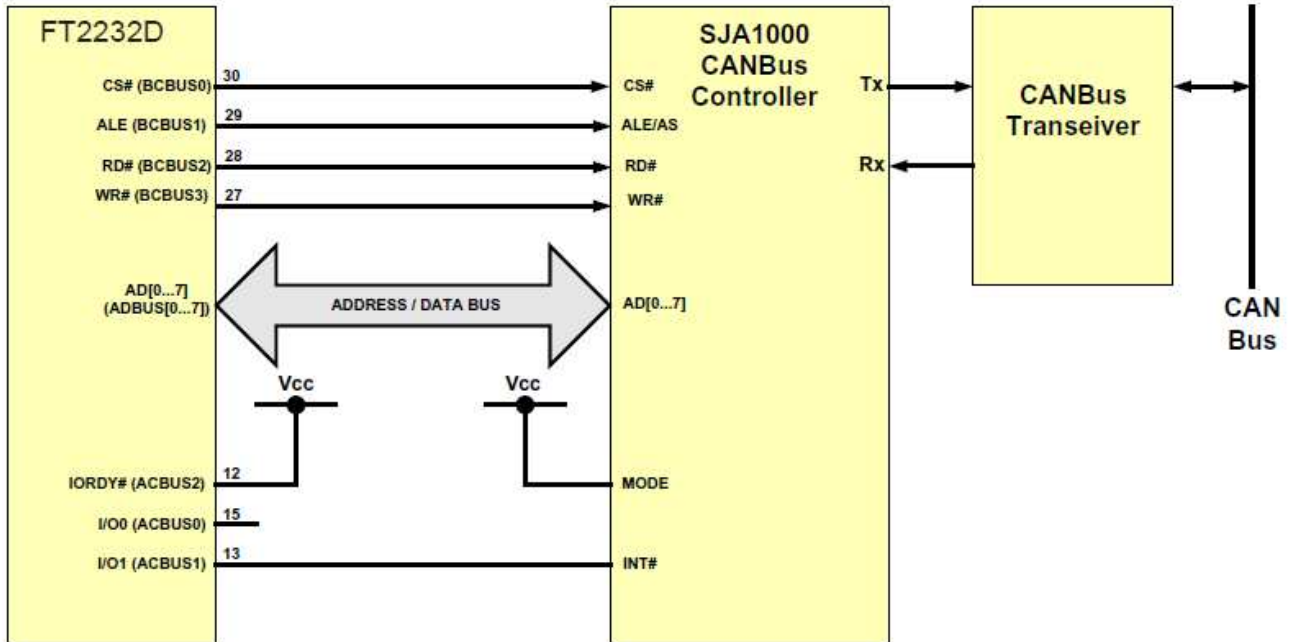 FT2232D
CS# (BCBUS0)
30
ALE (BCBUS1)
29
RD# (BCBUS2)
28
WR# (BCBUS3)
27
AD[0...7]
(ADBUS[0...7])
ADDRESS / DATA BUS
Vcc
Vcc
IORDY# (ACBUS2)
12
I/O0 (ACBUS0)
15
I/O1 (ACBUS1)
13
SJA1000
CANBus
Controller
CS#
ALE/AS
RD#
WR#
AD[0...7]
MODE
INT#
Tx
Rx
CANBus
Transeiver
CAN
Bus